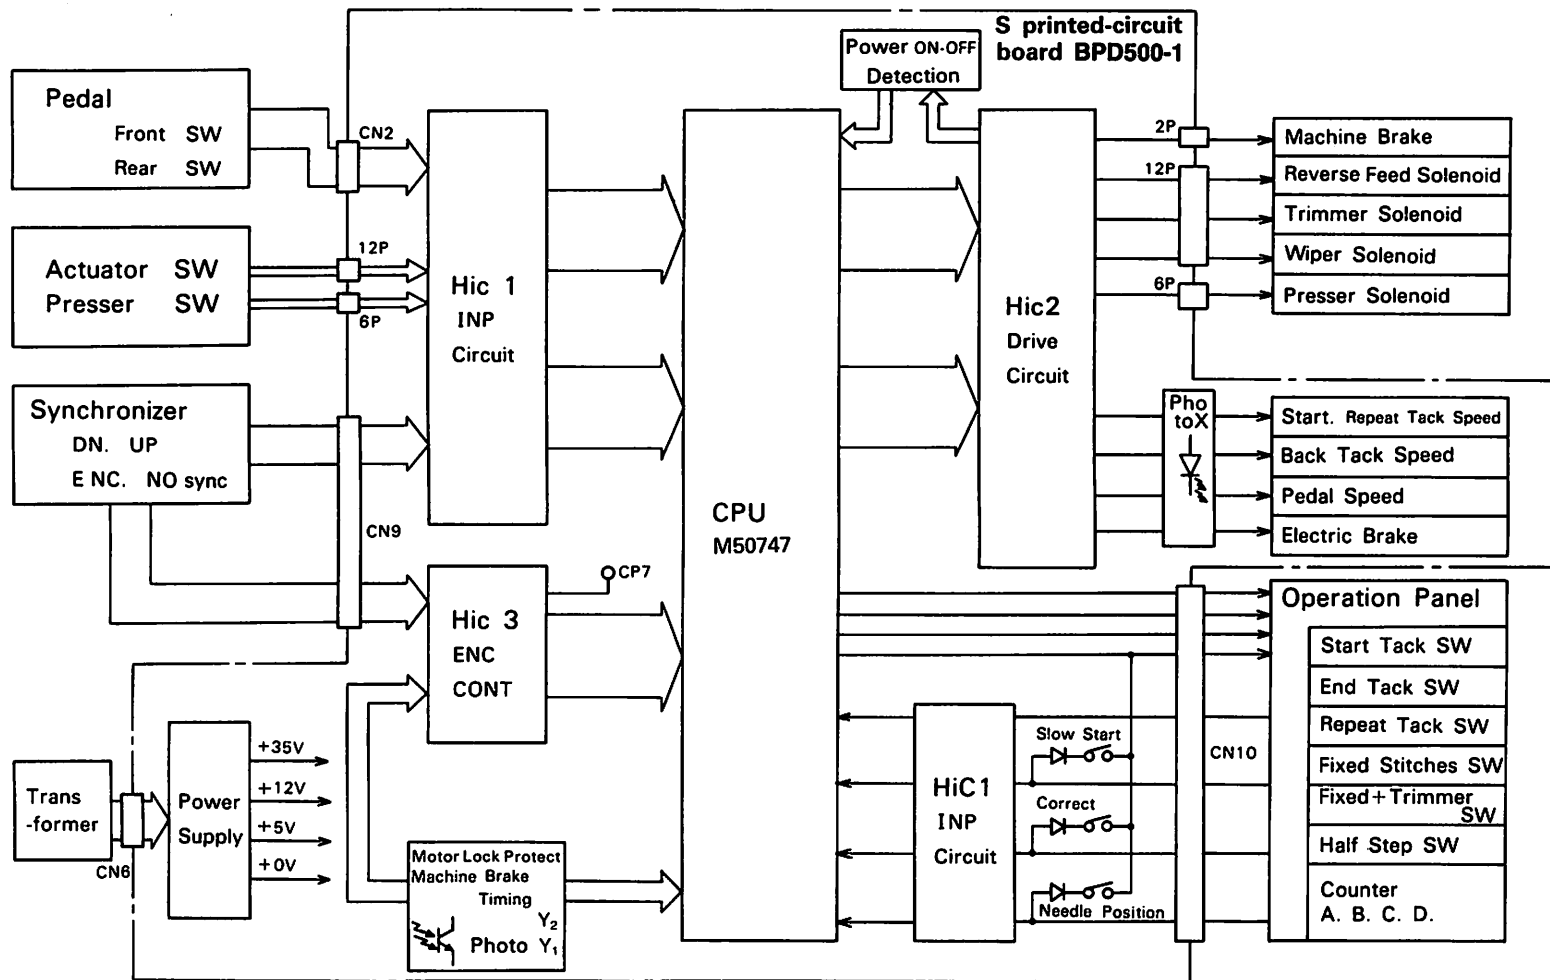 S printed-circuit
board BPD500-1
Power ON-OFF
Detection
Pedal
Front SW
Rear SW
CN2
Actuator SW
Presser SW
12P
6P
Hic 1
INP
Circuit
Synchronizer
DN. UP
ENC. NO sync
CN9
CPU
M50747
Hic2
Drive
Circuit
2P
12P
6P
Machine Brake
Reverse Feed Solenoid
Trimmer Solenoid
Wiper Solenoid
Presser Solenoid
Pho
toX
Start. Repeat Tack Speed
Back Tack Speed
Pedal Speed
Electric Brake
Hic 3
ENC
CONT
CP7
Trans
-former
CN6
Power
Supply
+35V
+12V
+5V
+0V
Motor Lock Protect
Machine Brake
Timing
Y2
Photo Y1
HiC1
INP
Circuit
Slow Start
Correct
Needle Position
CN10
Operation Panel
Start Tack SW
End Tack SW
Repeat Tack SW
Fixed Stitches SW
Fixed+Trimmer
SW
Half Step SW
Counter
A. B. C. D.